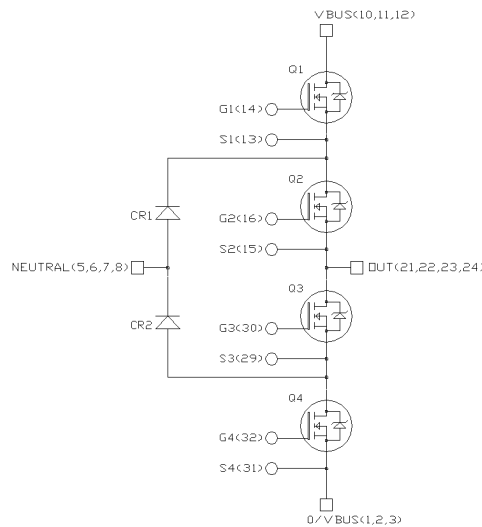 VBUS(10,11,12)
Q1
G1(14)
S1(13)
Q2
CR1
G2(16)
S2(15)
NEUTRAL(5,6,7,8)
OUT(21,22,23,24)
Q3
CR2
G3(30)
S3(29)
Q4
G4(32)
S4(31)
0/VBUS(1,2,3)